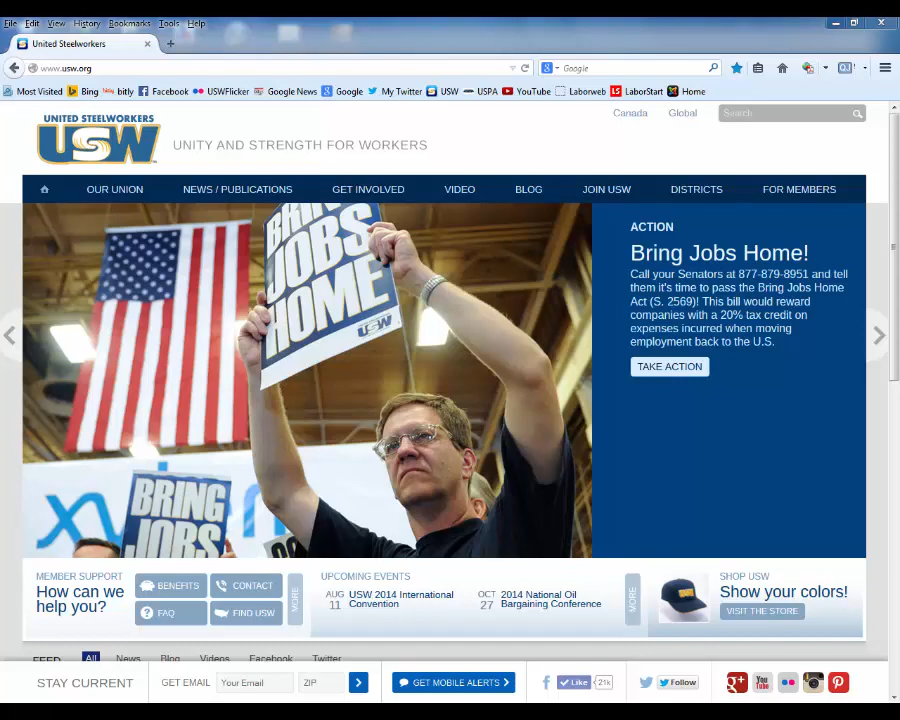 File Edit View History Bookmarks Tools Help
United Steelworkers
www.usw.org
Google
Most Visited Bing bitly Facebook USWFlicker Google News Google My Twitter USW USPA YouTube Laborweb LaborStart Home
UNITED STEELWORKERS
USW
UNITY AND STRENGTH FOR WORKERS
Canada Global Search
OUR UNION NEWS / PUBLICATIONS GET INVOLVED VIDEO BLOG JOIN USW DISTRICTS FOR MEMBERS
BRING
JOBS
HOME
USW
BRING
JOBS
ACTION
Bring Jobs Home!
Call your Senators at 877-879-8951 and tell
them it's time to pass the Bring Jobs Home
Act (S. 2569)! This bill would reward
companies with a 20% tax credit on
expenses incurred when moving
employment back to the U.S.
TAKE ACTION
MEMBER SUPPORT
How can we
help you?
BENEFITS CONTACT
FAQ FIND USW
MORE
UPCOMING EVENTS
AUG 11 USW 2014 International
Convention
OCT 27 2014 National Oil
Bargaining Conference
MORE
SHOP USW
Show your colors!
VISIT THE STORE
FEED All News Blog Videos Facebook Twitter
STAY CURRENT GET EMAIL Your Email ZIP GET MOBILE ALERTS Like 21k Follow You Tube